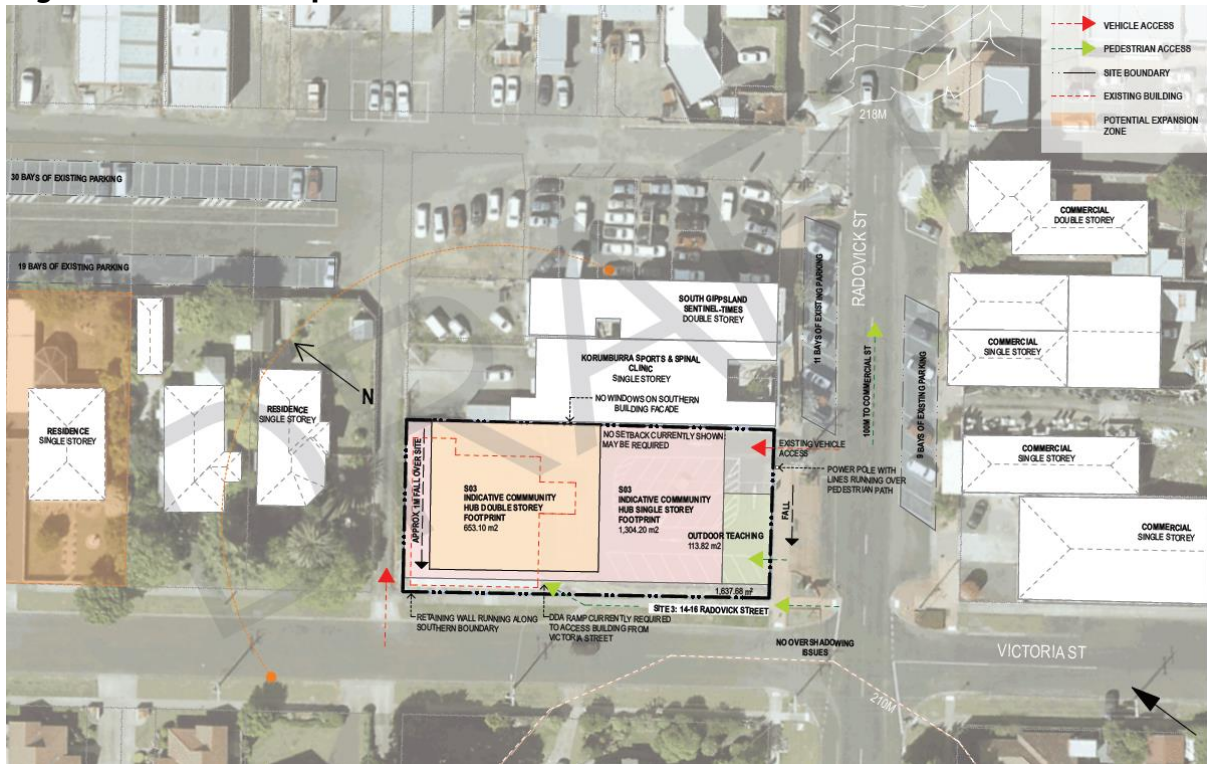 VEHICLE ACCESS
PEDESTRIAN ACCESS
SITE BOUNDARY
EXISTING BUILDING
POTENTIAL EXPANSION
ZONE
218M
30 BAYS OF EXISTING PARKING
19 BAYS OF EXISTING PARKING
RADOVICK ST
11 BAYS OF EXISTING PARKING
100M TO COMMERCIAL ST
9 BAYS OF EXISTING PARKING
COMMERCIAL
DOUBLE STOREY
SOUTH GIPPSLAND
SENTINEL-TIMES
DOUBLE STOREY
KORUMBURRA SPORTS & SPINAL
CLINIC
SINGLE STOREY
COMMERCIAL
SINGLE STOREY
N
NO WINDOWS ON SOUTHERN
BUILDING FACADE
RESIDENCE
SINGLE STOREY
RESIDENCE
SINGLE STOREY
NO SETBACK CURRENTLY SHOWN
MAY BE REQUIRED
EXISTING VEHICLE
ACCESS
COMMERCIAL
SINGLE STOREY
POWER POLE WITH
LINES RUNNING OVER
PEDESTRIAN PATH
APPROX 1M FALL OVER SITE
S03
INDICATIVE COMMMUNITY
HUB DOUBLE STOREY
FOOTPRINT
653.10 m2
S03
INDICATIVE COMMMUNITY
HUB SINGLE STOREY
FOOTPRINT
1,304.20 m2
FALL
OUTDOOR TEACHING
113.82 m2
COMMERCIAL
SINGLE STOREY
1,637.68 m²
SITE 3: 14-16 RADOVICK STREET
RETAINING WALL RUNNING ALONG
SOUTHERN BOUNDARY
DDA RAMP CURRENTLY REQUIRED
TO ACCESS BUILDING FROM
VICTORIA STREET
NO OVERSHADOWING
ISSUES
VICTORIA ST
210M
DRAFT